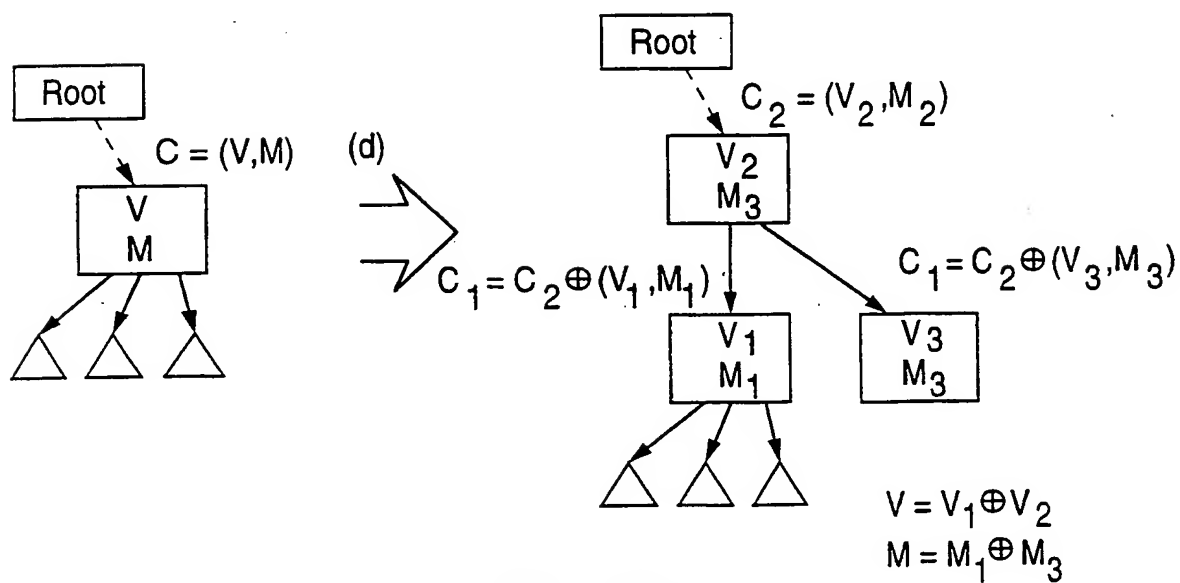 Root
C = (V,M)
V
M
(d)
Root
C₂ = (V₂,M₂)
V₂
M₃
C₁ = C₂ ⊕ (V₁,M₁)
C₁ = C₂ ⊕ (V₃,M₃)
V₁
M₁
V₃
M₃
V = V₁ ⊕ V₂
M = M₁ ⊕ M₃